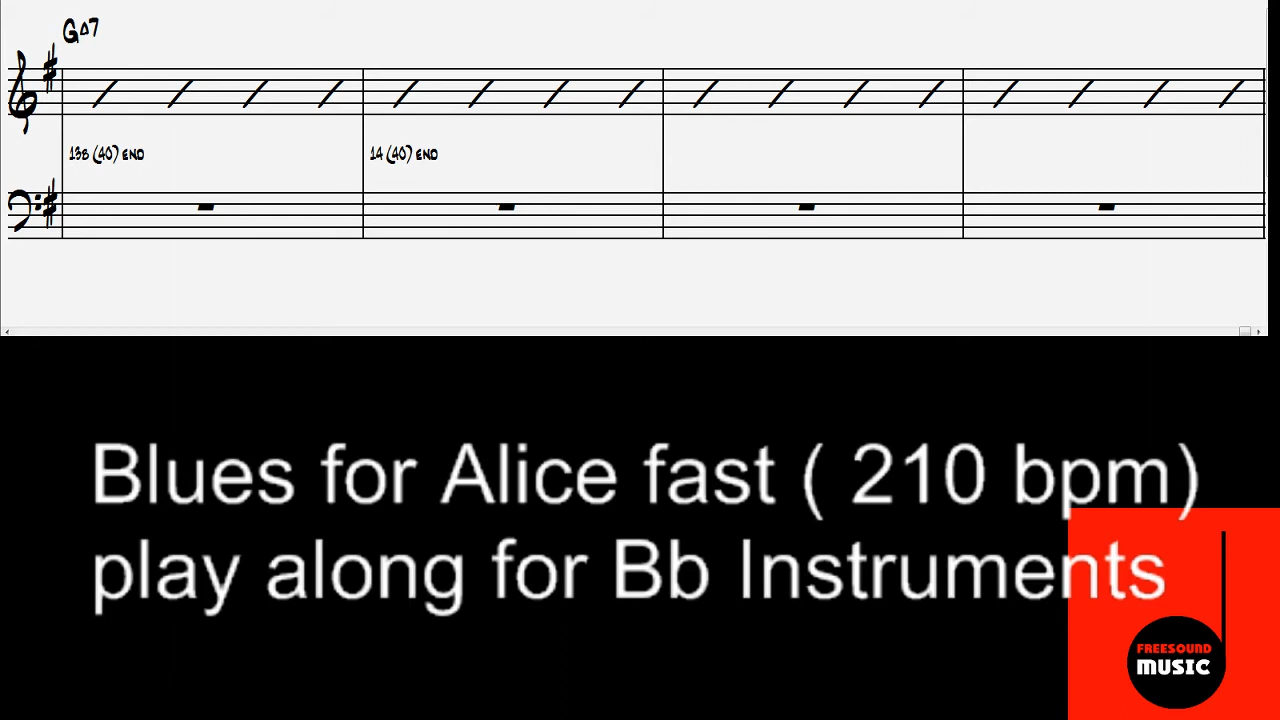 GΔ7
138 (40) END
14 (40) END
Blues for Alice fast ( 210 bpm)
play along for Bb Instruments
FREESOUND
MUSIC